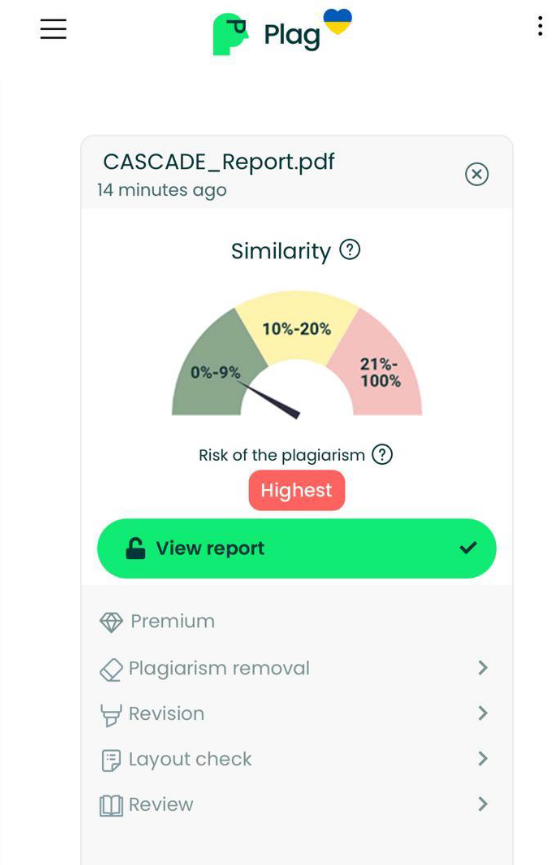 Plag
CASCADE_Report.pdf
14 minutes ago
Similarity
10%-20%
0%-9%
21%-
100%
Risk of the plagiarism
Highest
View report
Premium
Plagiarism removal
Revision
Layout check
Review